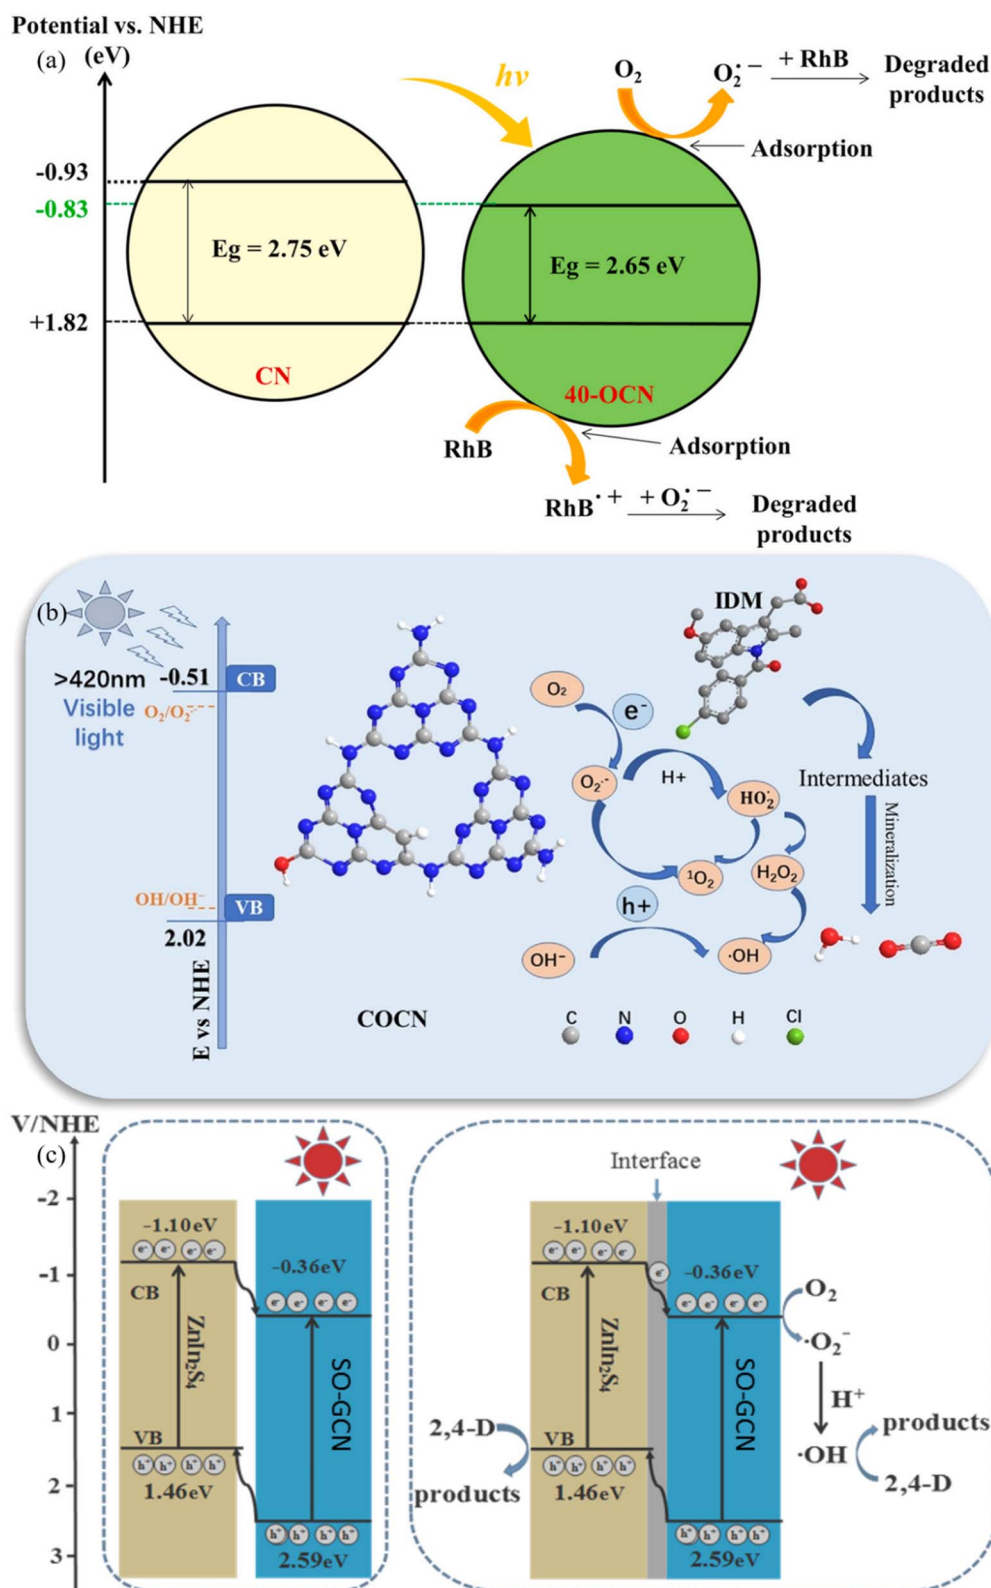 Potential vs. NHE
(eV)
(a)
hν
O₂
O₂˙⁻
+ RhB
Degraded
products
Adsorption
-0.93
-0.83
Eg = 2.75 eV
Eg = 2.65 eV
+1.82
CN
40-OCN
RhB
Adsorption
RhB˙⁺
+ O₂˙⁻
Degraded
products
(b)
>420nm
Visible
light
-0.51
CB
O₂/O₂˙⁻
OH/OH⁻
VB
2.02
E vs NHE
COCN
IDM
O₂
e⁻
O₂˙⁻
H+
HO₂˙
¹O₂
H₂O₂
h+
OH⁻
·OH
Intermediates
Mineralization
C
N
O
H
Cl
V/NHE
(c)
-2
-1
0
1
2
3
−1.10eV
e⁻ e⁻ e⁻ e⁻
CB
ZnIn₂S₄
VB
h⁺ h⁺ h⁺ h⁺
1.46eV
−0.36eV
e⁻ e⁻ e⁻ e⁻
SO-GCN
h⁺ h⁺ h⁺ h⁺
2.59eV
Interface
−1.10eV
e⁻ e⁻ e⁻ e⁻
e⁻
CB
ZnIn₂S₄
VB
h⁺ h⁺ h⁺ h⁺
1.46eV
−0.36eV
e⁻ e⁻ e⁻ e⁻
SO-GCN
h⁺ h⁺ h⁺ h⁺
2.59eV
2,4-D
products
O₂
·O₂⁻
H⁺
·OH
products
2,4-D